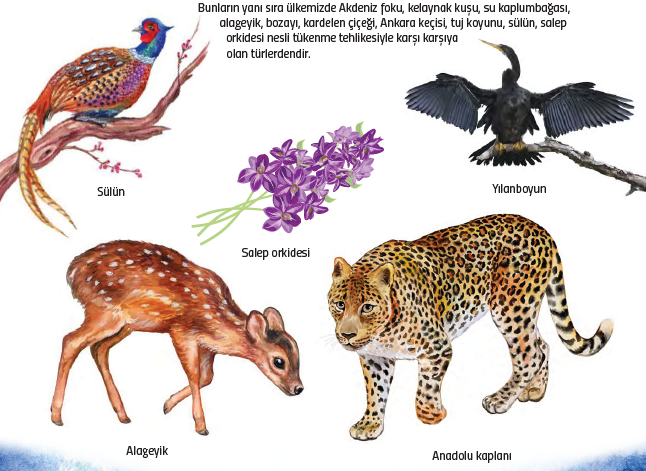 Bunların yanı sıra ülkemizde Akdeniz foku, kelaynak kuşu, su kaplumbağası,
alageyik, bozayı, kardelen çiçeği, Ankara keçisi, tuj koyunu, sülün, salep
orkidesi nesli tükenme tehlikesiyle karşı karşıya
olan türlerdendir.
Sülün
Yılanboyun
Salep orkidesi
Alageyik
Anadolu kaplanı